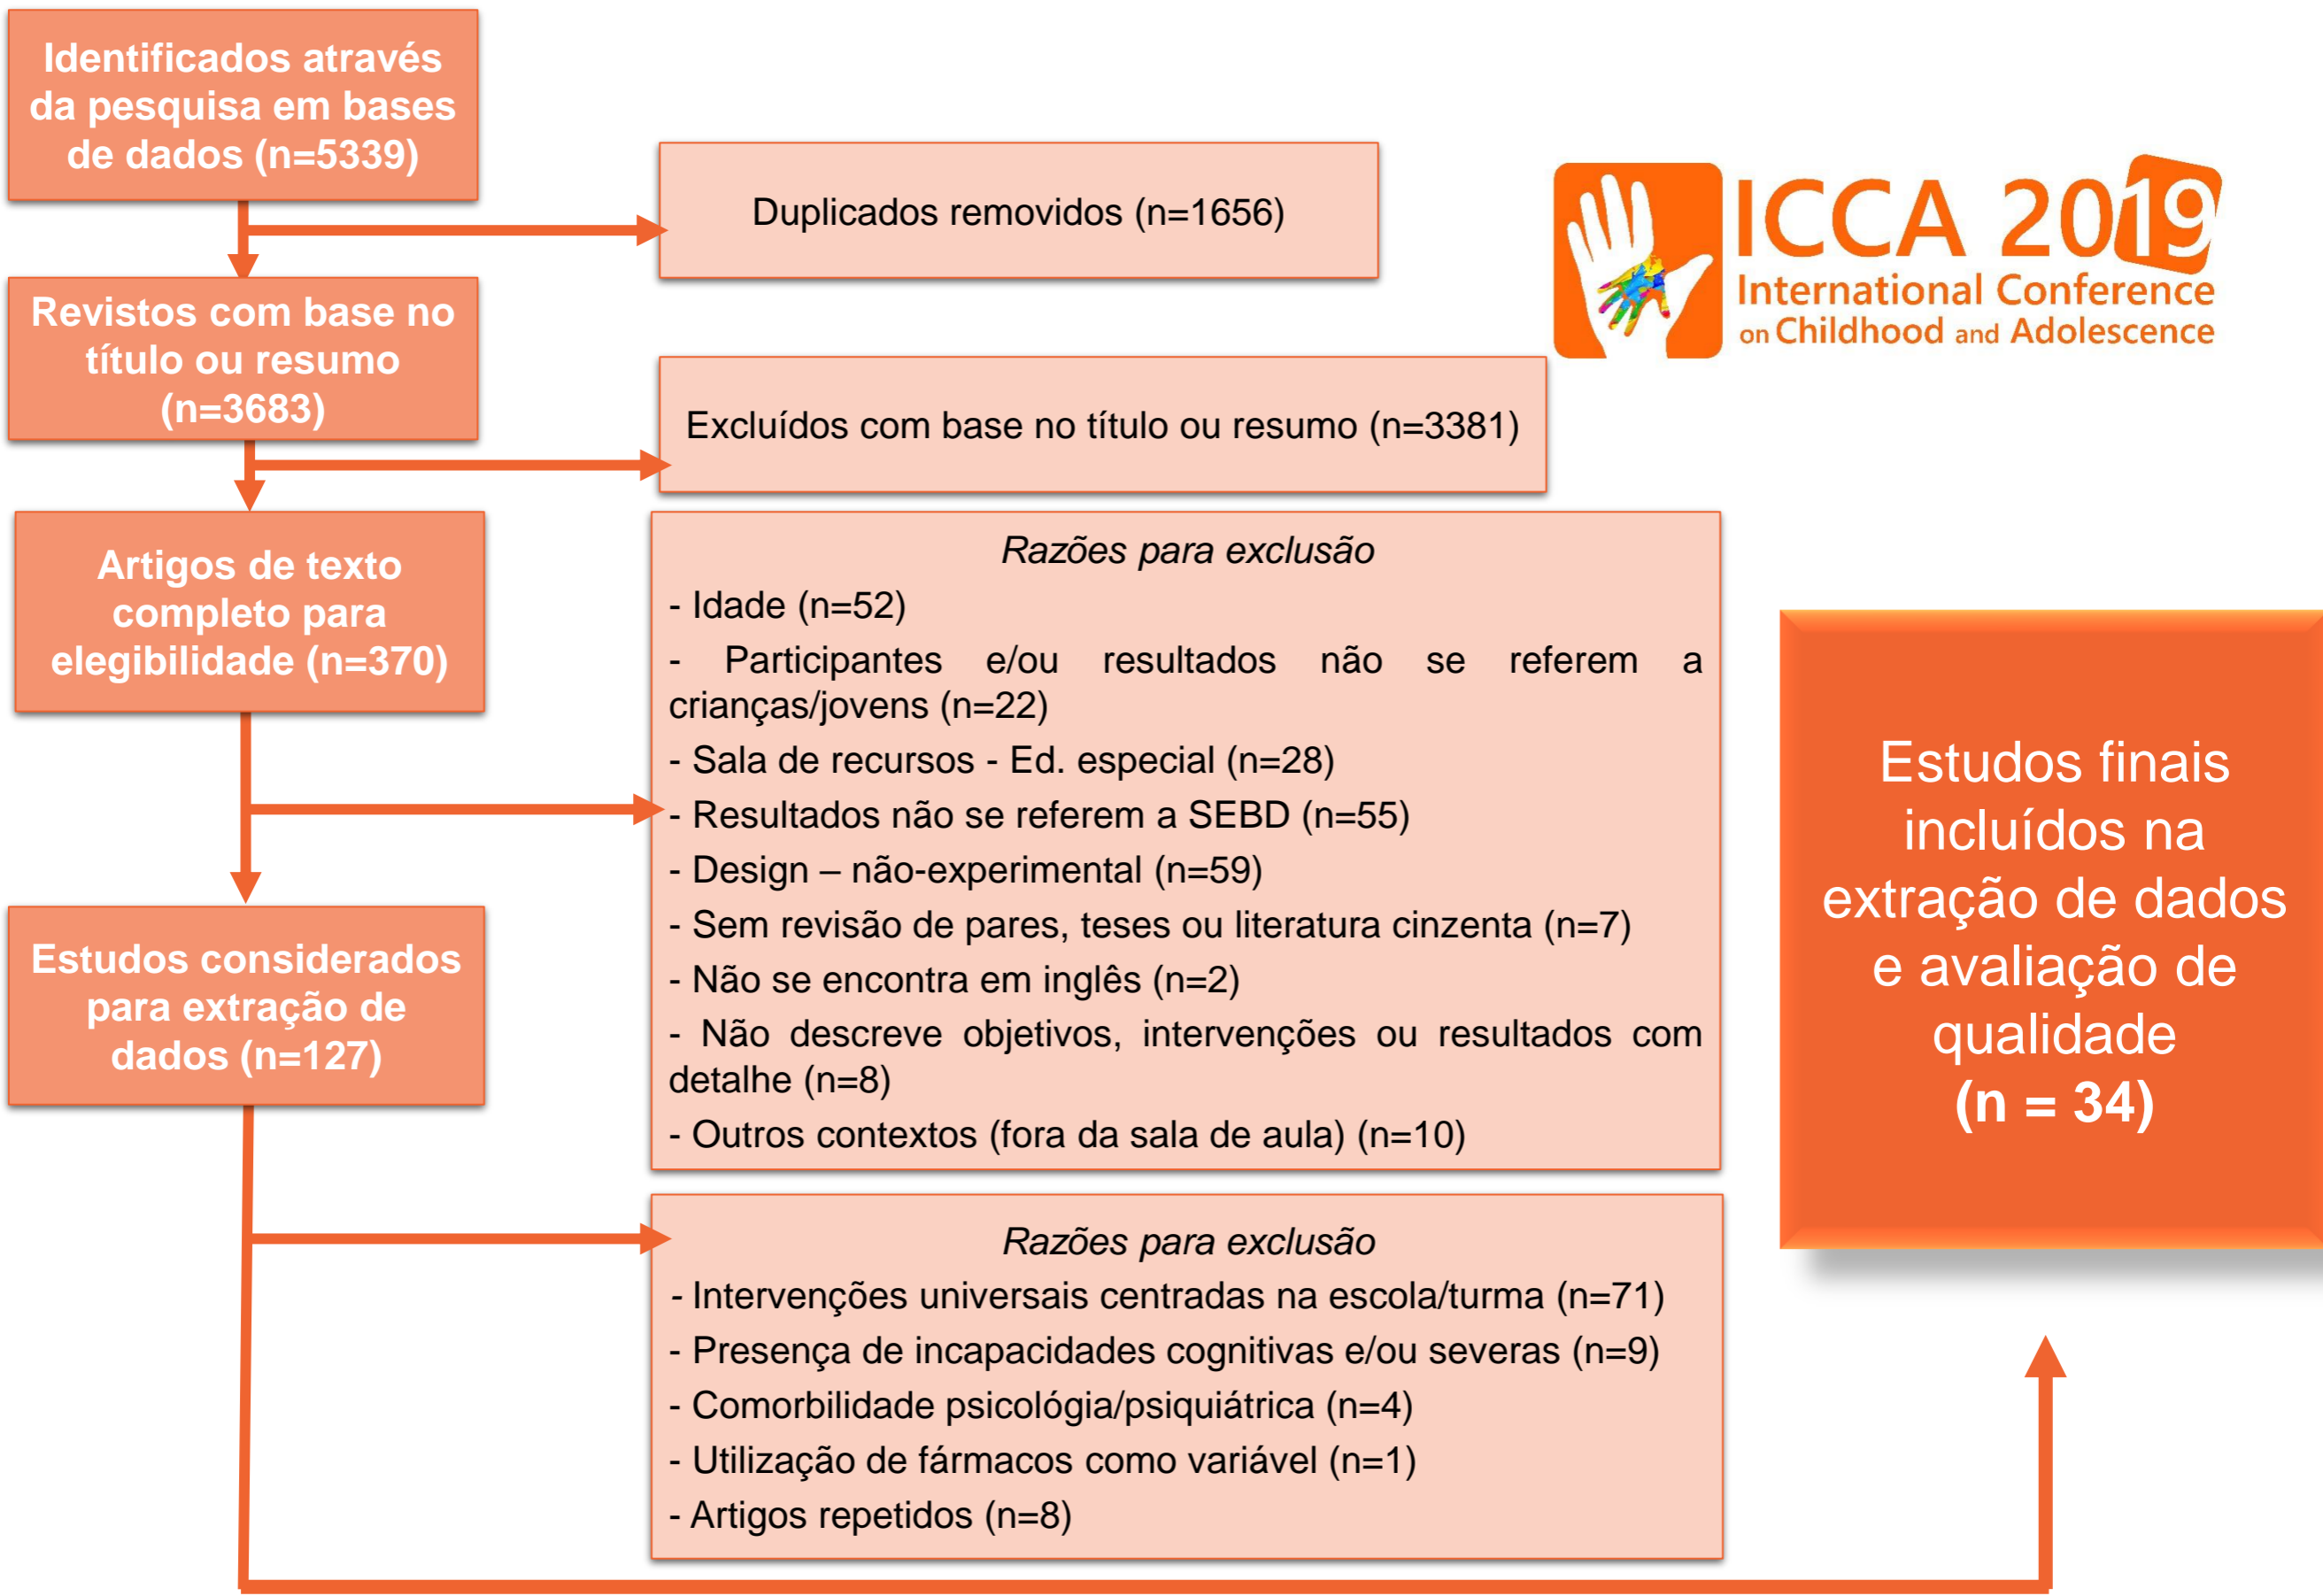 Identificados através
da pesquisa em bases
de dados (n=5339)
Duplicados removidos (n=1656)
ICCA 2019
International Conference
on Childhood and Adolescence
Revistos com base no
título ou resumo
(n=3683)
Excluídos com base no título ou resumo (n=3381)
Artigos de texto
completo para
elegibilidade (n=370)
Razões para exclusão
- Idade (n=52)
- Participantes e/ou resultados não se referem a
crianças/jovens (n=22)
- Sala de recursos - Ed. especial (n=28)
- Resultados não se referem a SEBD (n=55)
- Design – não-experimental (n=59)
- Sem revisão de pares, teses ou literatura cinzenta (n=7)
- Não se encontra em inglês (n=2)
- Não descreve objetivos, intervenções ou resultados com
detalhe (n=8)
- Outros contextos (fora da sala de aula) (n=10)
Estudos considerados
para extração de
dados (n=127)
Razões para exclusão
- Intervenções universais centradas na escola/turma (n=71)
- Presença de incapacidades cognitivas e/ou severas (n=9)
- Comorbilidade psicológia/psiquiátrica (n=4)
- Utilização de fármacos como variável (n=1)
- Artigos repetidos (n=8)
Estudos finais
incluídos na
extração de dados
e avaliação de
qualidade
(n = 34)